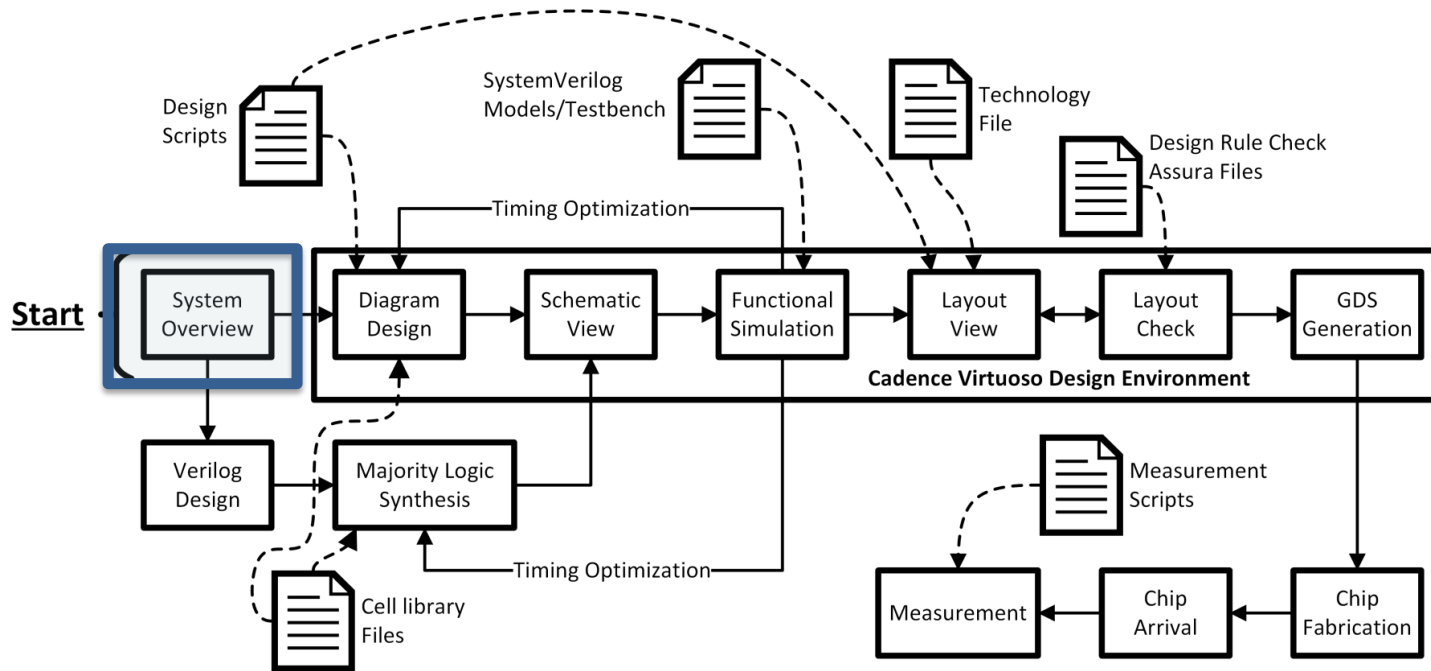 Design
Scripts
SystemVerilog
Models/Testbench
Technology
File
Design Rule Check
Assura Files
Timing Optimization
Start
System
Overview
Diagram
Design
Schematic
View
Functional
Simulation
Layout
View
Layout
Check
GDS
Generation
Cadence Virtuoso Design Environment
Verilog
Design
Majority Logic
Synthesis
Measurement
Scripts
Timing Optimization
Cell library
Files
Measurement
Chip
Arrival
Chip
Fabrication